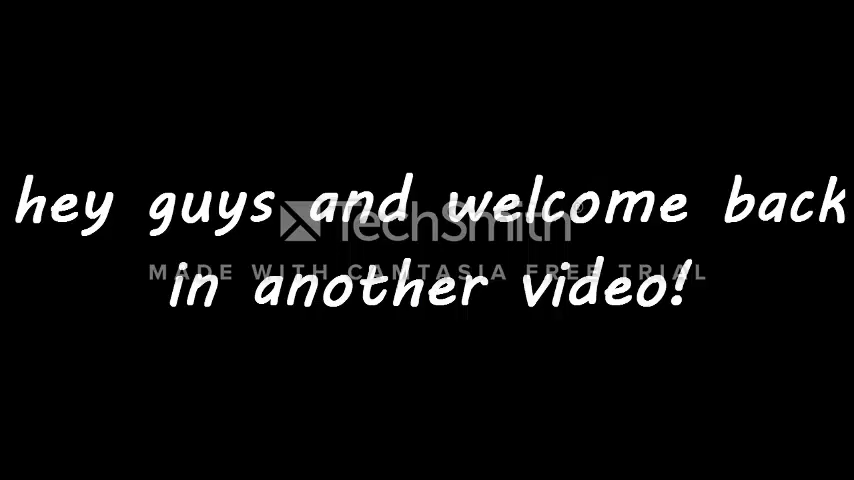 hey guys and welcome back
TechSmith®
MADE WITH CAMTASIA FREE TRIAL
in another video!